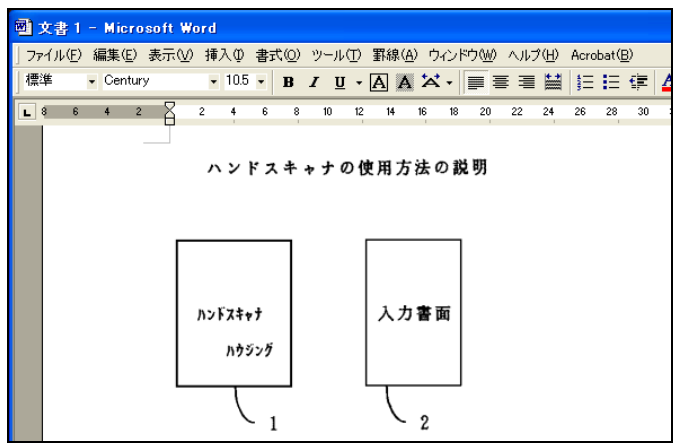 文書 1 - Microsoft Word
ファイル(F) 編集(E) 表示(V) 挿入(I) 書式(O) ツール(T) 罫線(A) ウィンドウ(W) ヘルプ(H) Acrobat(B)
標準 Century 10.5 B I U A A
L 8 6 4 2 2 4 6 8 10 12 14 16 18 20 22 24 26 28 30
ハンドスキャナの使用方法の説明
ハンドスキャナ
ハウジング
入力書面
1
2